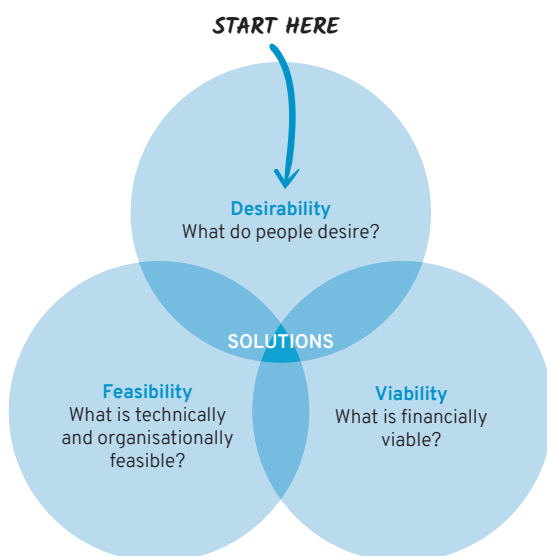 START HERE
Desirability
What do people desire?
SOLUTIONS
Feasibility
What is technically
and organisationally
feasible?
Viability
What is financially
viable?